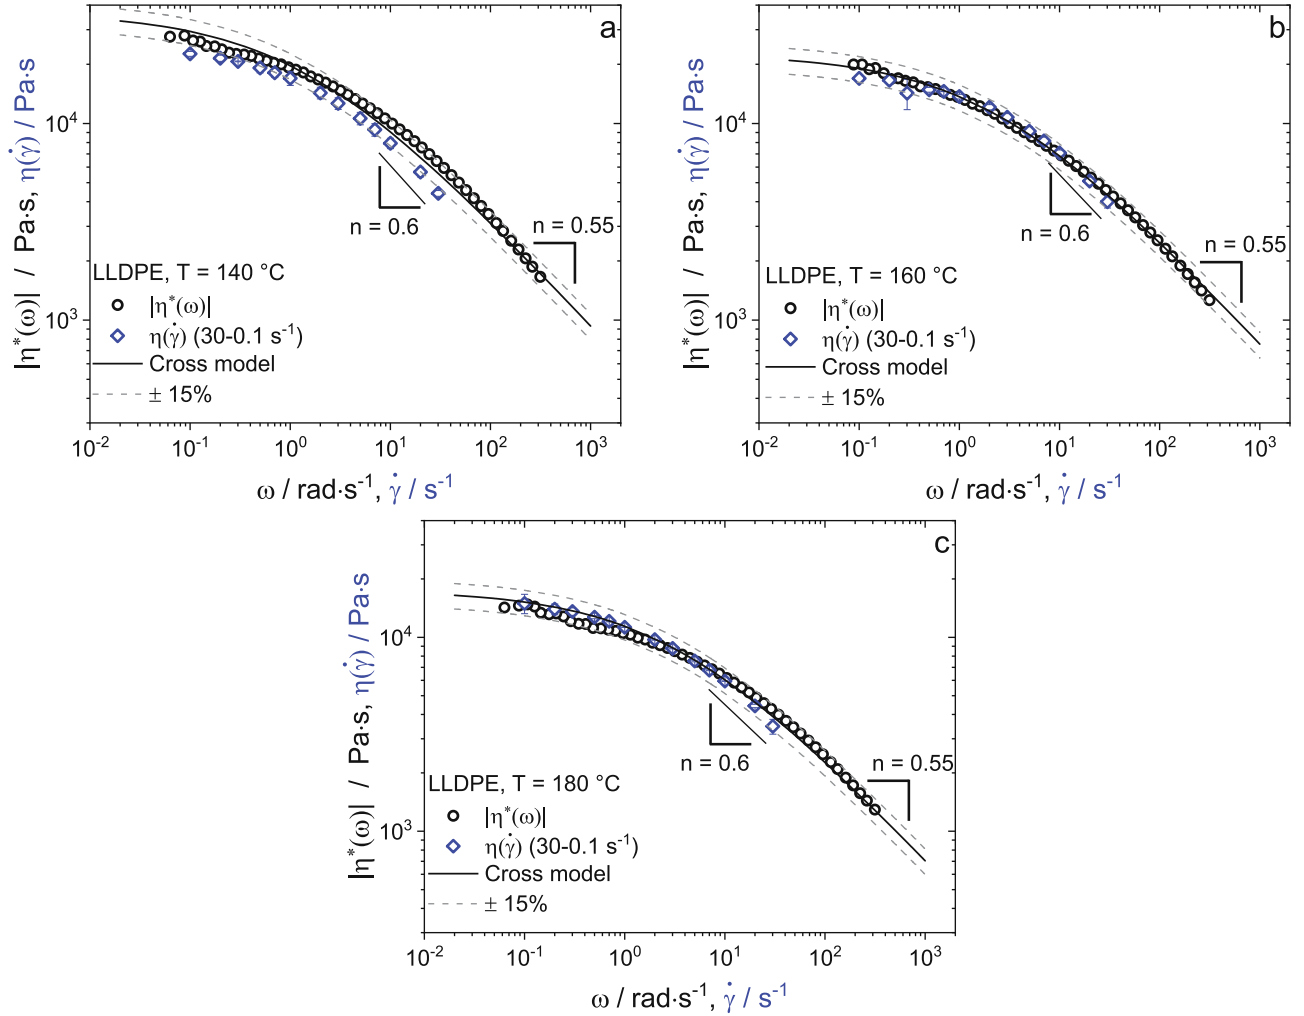 a
|η*(ω)| / Pa·s, η(γ̇) / Pa·s
10⁴
10³
n = 0.6
n = 0.55
LLDPE, T = 140 °C
|η*(ω)|
η(γ̇) (30-0.1 s⁻¹)
Cross model
± 15%
10⁻² 10⁻¹ 10⁰ 10¹ 10² 10³
ω / rad·s⁻¹, γ̇ / s⁻¹
b
|η*(ω)| / Pa·s, η(γ̇) / Pa·s
10⁴
10³
n = 0.6
n = 0.55
LLDPE, T = 160 °C
|η*(ω)|
η(γ̇) (30-0.1 s⁻¹)
Cross model
± 15%
10⁻² 10⁻¹ 10⁰ 10¹ 10² 10³
ω / rad·s⁻¹, γ̇ / s⁻¹
c
|η*(ω)| / Pa·s, η(γ̇) / Pa·s
10⁴
10³
n = 0.6
n = 0.55
LLDPE, T = 180 °C
|η*(ω)|
η(γ̇) (30-0.1 s⁻¹)
Cross model
± 15%
10⁻² 10⁻¹ 10⁰ 10¹ 10² 10³
ω / rad·s⁻¹, γ̇ / s⁻¹